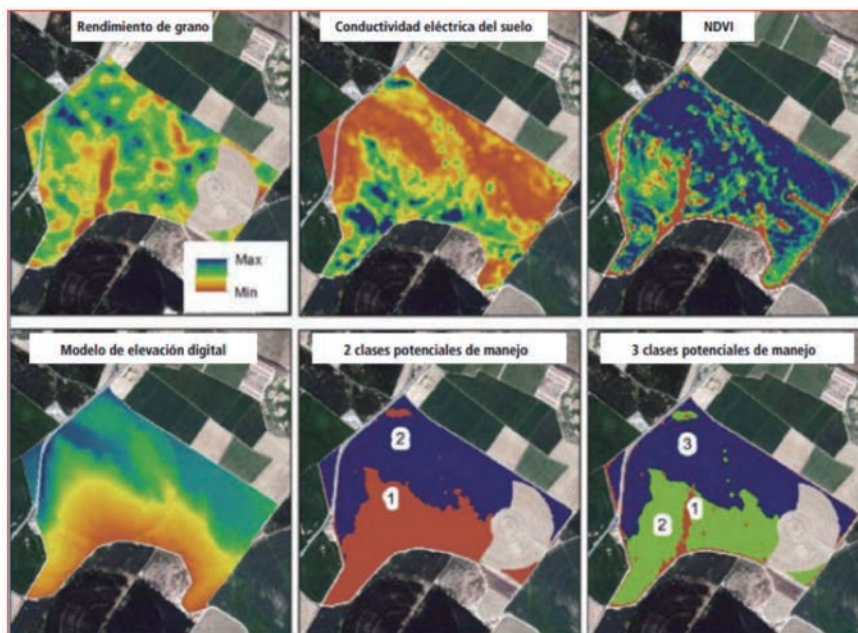 Rendimiento de grano
Conductividad eléctrica del suelo
NDVI
Max
Min
Modelo de elevación digital
2 clases potenciales de manejo
3 clases potenciales de manejo
2
1
3
2
1